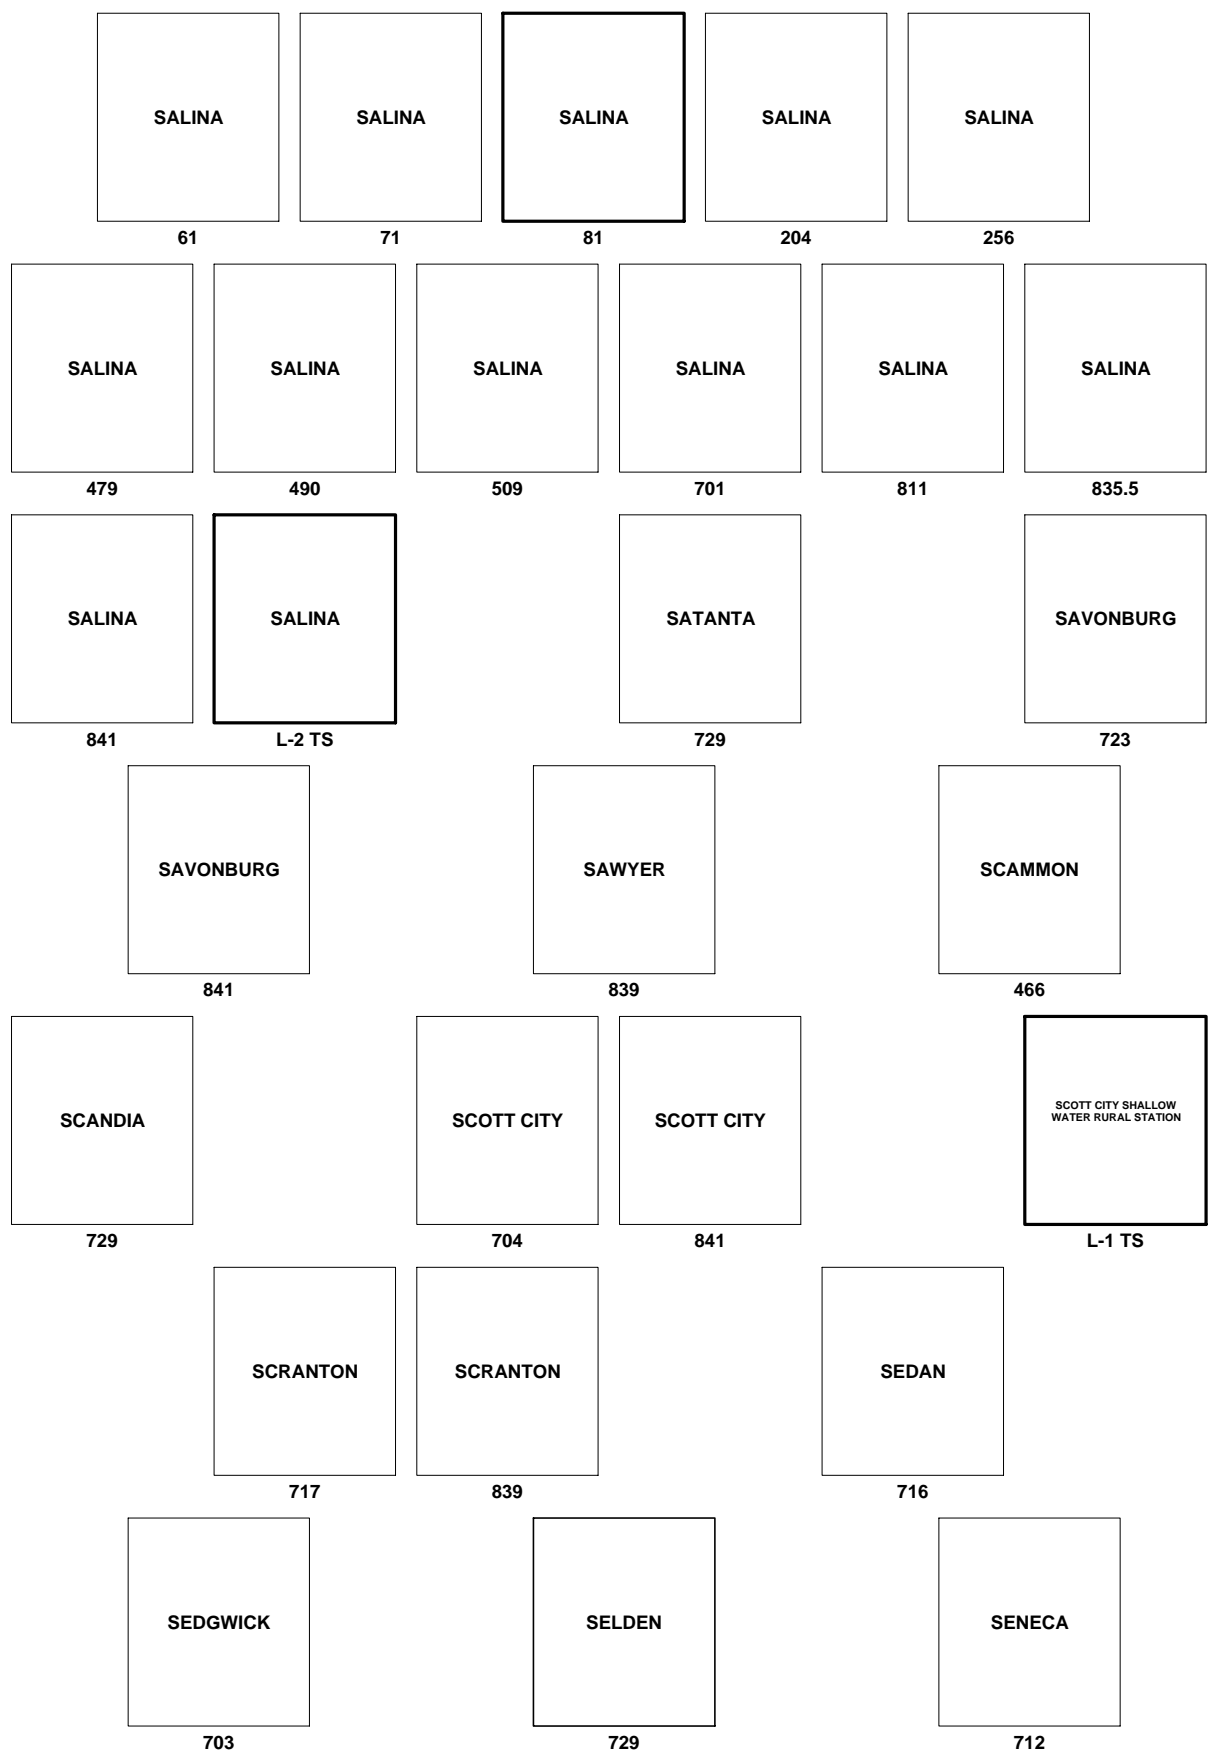 SALINA SALINA SALINA SALINA SALINA
61 71 81 204 256
SALINA SALINA SALINA SALINA SALINA SALINA
479 490 509 701 811 835.5
SALINA SALINA SATANTA SAVONBURG
841 L-2 TS 729 723
SAVONBURG SAWYER SCAMMON
841 839 466
SCANDIA SCOTT CITY SCOTT CITY SCOTT CITY SHALLOW
WATER RURAL STATION
729 704 841 L-1 TS
SCRANTON SCRANTON SEDAN
717 839 716
SEDGWICK SELDEN SENECA
703 729 712